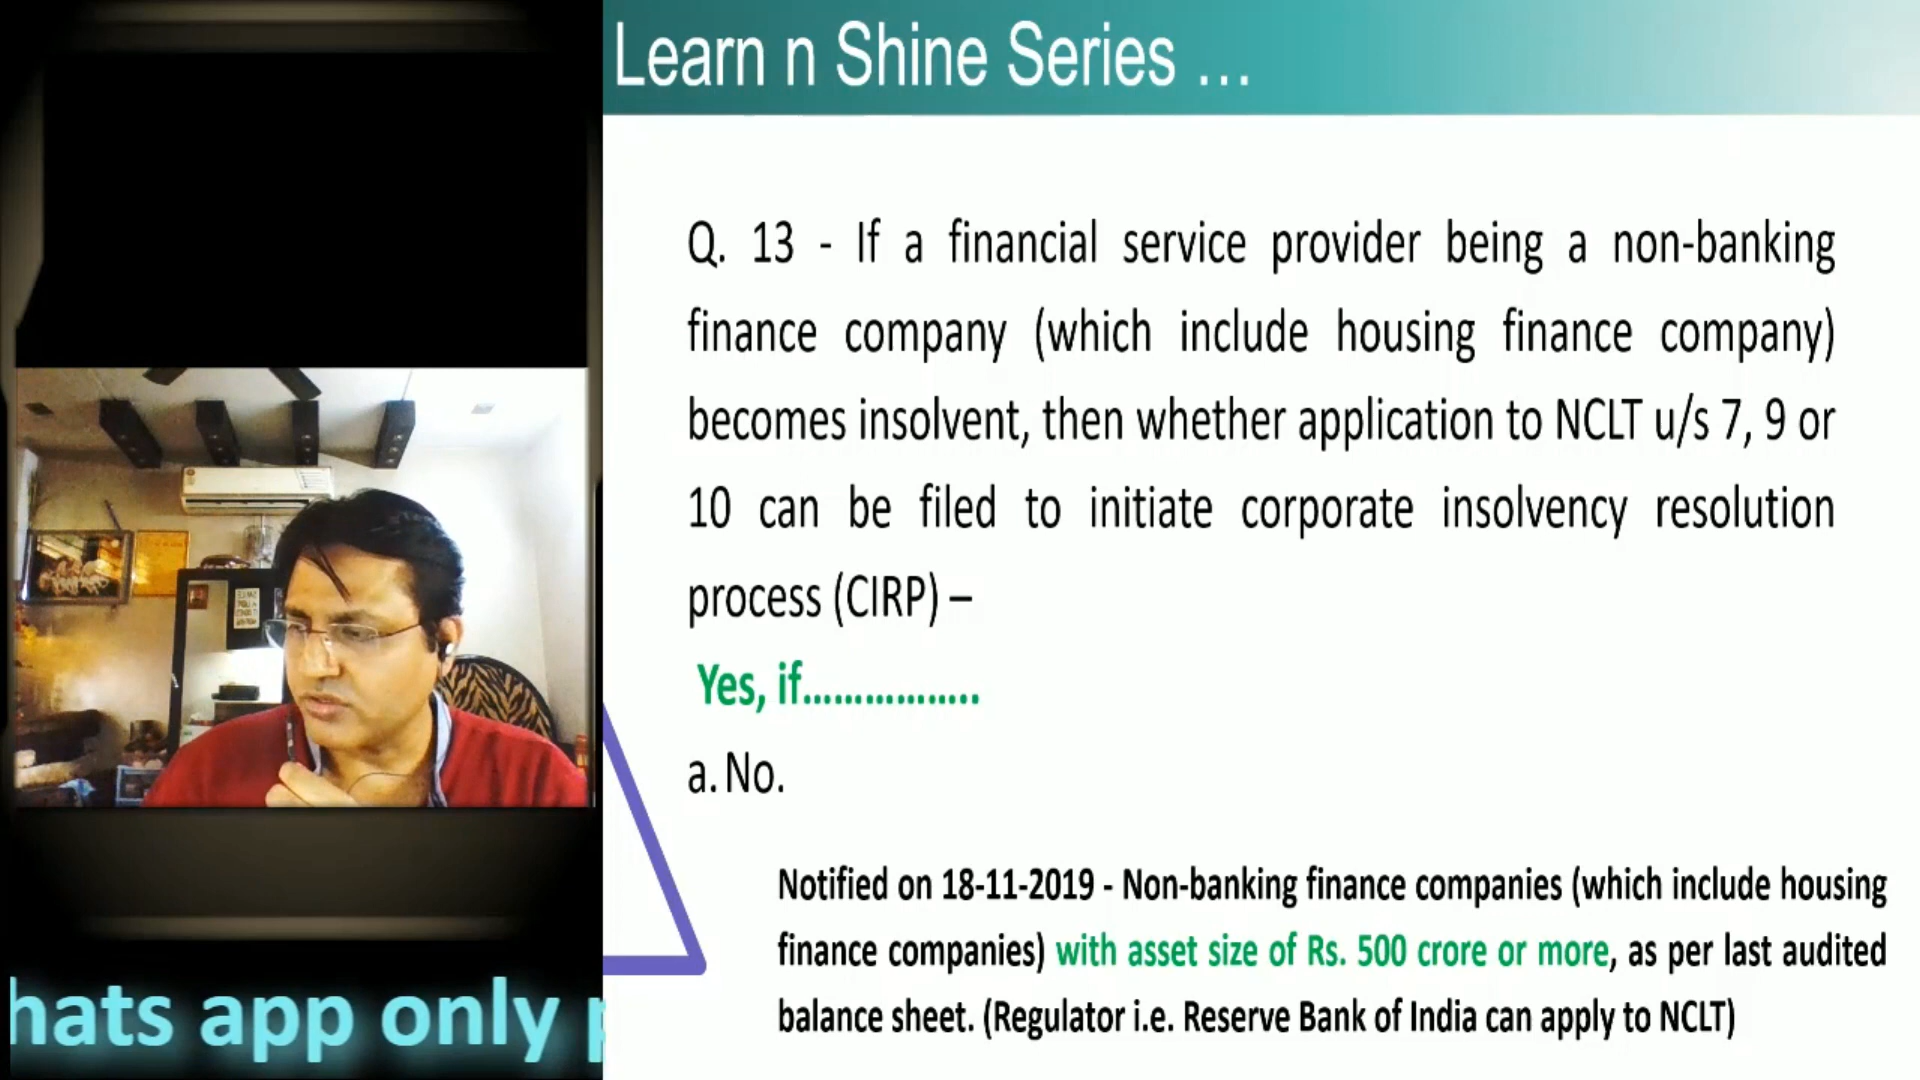 Learn n Shine Series ...
Q. 13 - If a financial service provider being a non-banking
finance company (which include housing finance company)
becomes insolvent, then whether application to NCLT u/s 7, 9 or
10 can be filed to initiate corporate insolvency resolution
process (CIRP) –
Yes, if……………..
a. No.
Notified on 18-11-2019 - Non-banking finance companies (which include housing
finance companies) with asset size of Rs. 500 crore or more, as per last audited
balance sheet. (Regulator i.e. Reserve Bank of India can apply to NCLT)
hats app only p